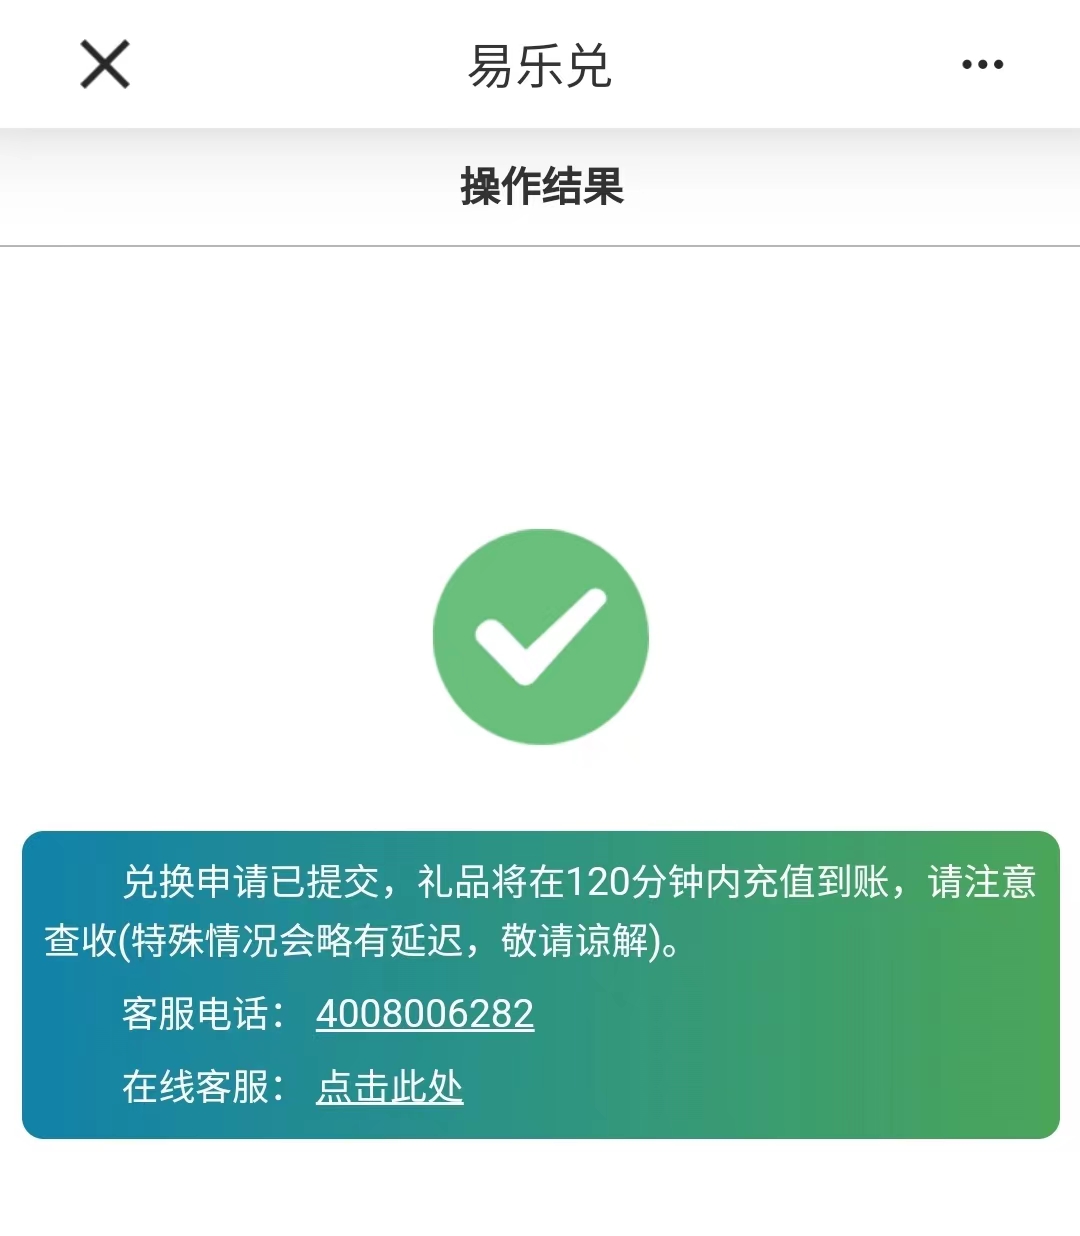 易乐兑
操作结果
兑换申请已提交，礼品将在120分钟内充值到账，请注意
查收(特殊情况会略有延迟，敬请谅解)。
客服电话： 4008006282
在线客服： 点击此处